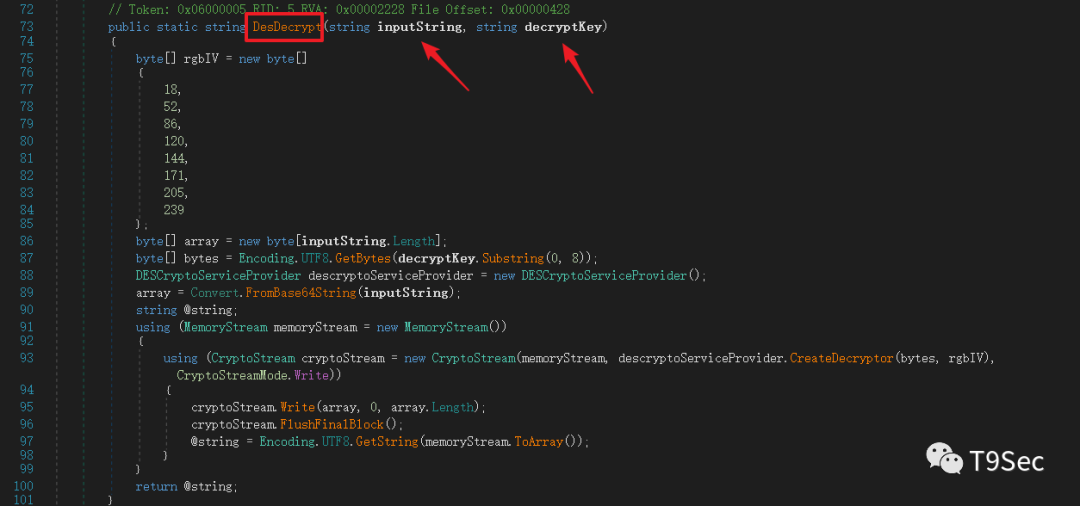 72 // Token: 0x06000005 RID: 5 RVA: 0x00002228 File Offset: 0x00000428
73 public static string DesDecrypt(string inputString, string decryptKey)
74 {
75 byte[] rgbIV = new byte[]
76 {
77 18,
78 52,
79 86,
80 120,
81 144,
82 171,
83 205,
84 239
85 };
86 byte[] array = new byte[inputString.Length];
87 byte[] bytes = Encoding.UTF8.GetBytes(decryptKey.Substring(0, 8));
88 DESCryptoServiceProvider descryptoServiceProvider = new DESCryptoServiceProvider();
89 array = Convert.FromBase64String(inputString);
90 string @string;
91 using (MemoryStream memoryStream = new MemoryStream())
92 {
93 using (CryptoStream cryptoStream = new CryptoStream(memoryStream, descryptoServiceProvider.CreateDecryptor(bytes, rgbIV),
CryptoStreamMode.Write))
94 {
95 cryptoStream.Write(array, 0, array.Length);
96 cryptoStream.FlushFinalBlock();
97 @string = Encoding.UTF8.GetString(memoryStream.ToArray());
98 }
99 }
100 return @string;
101 }
T9Sec